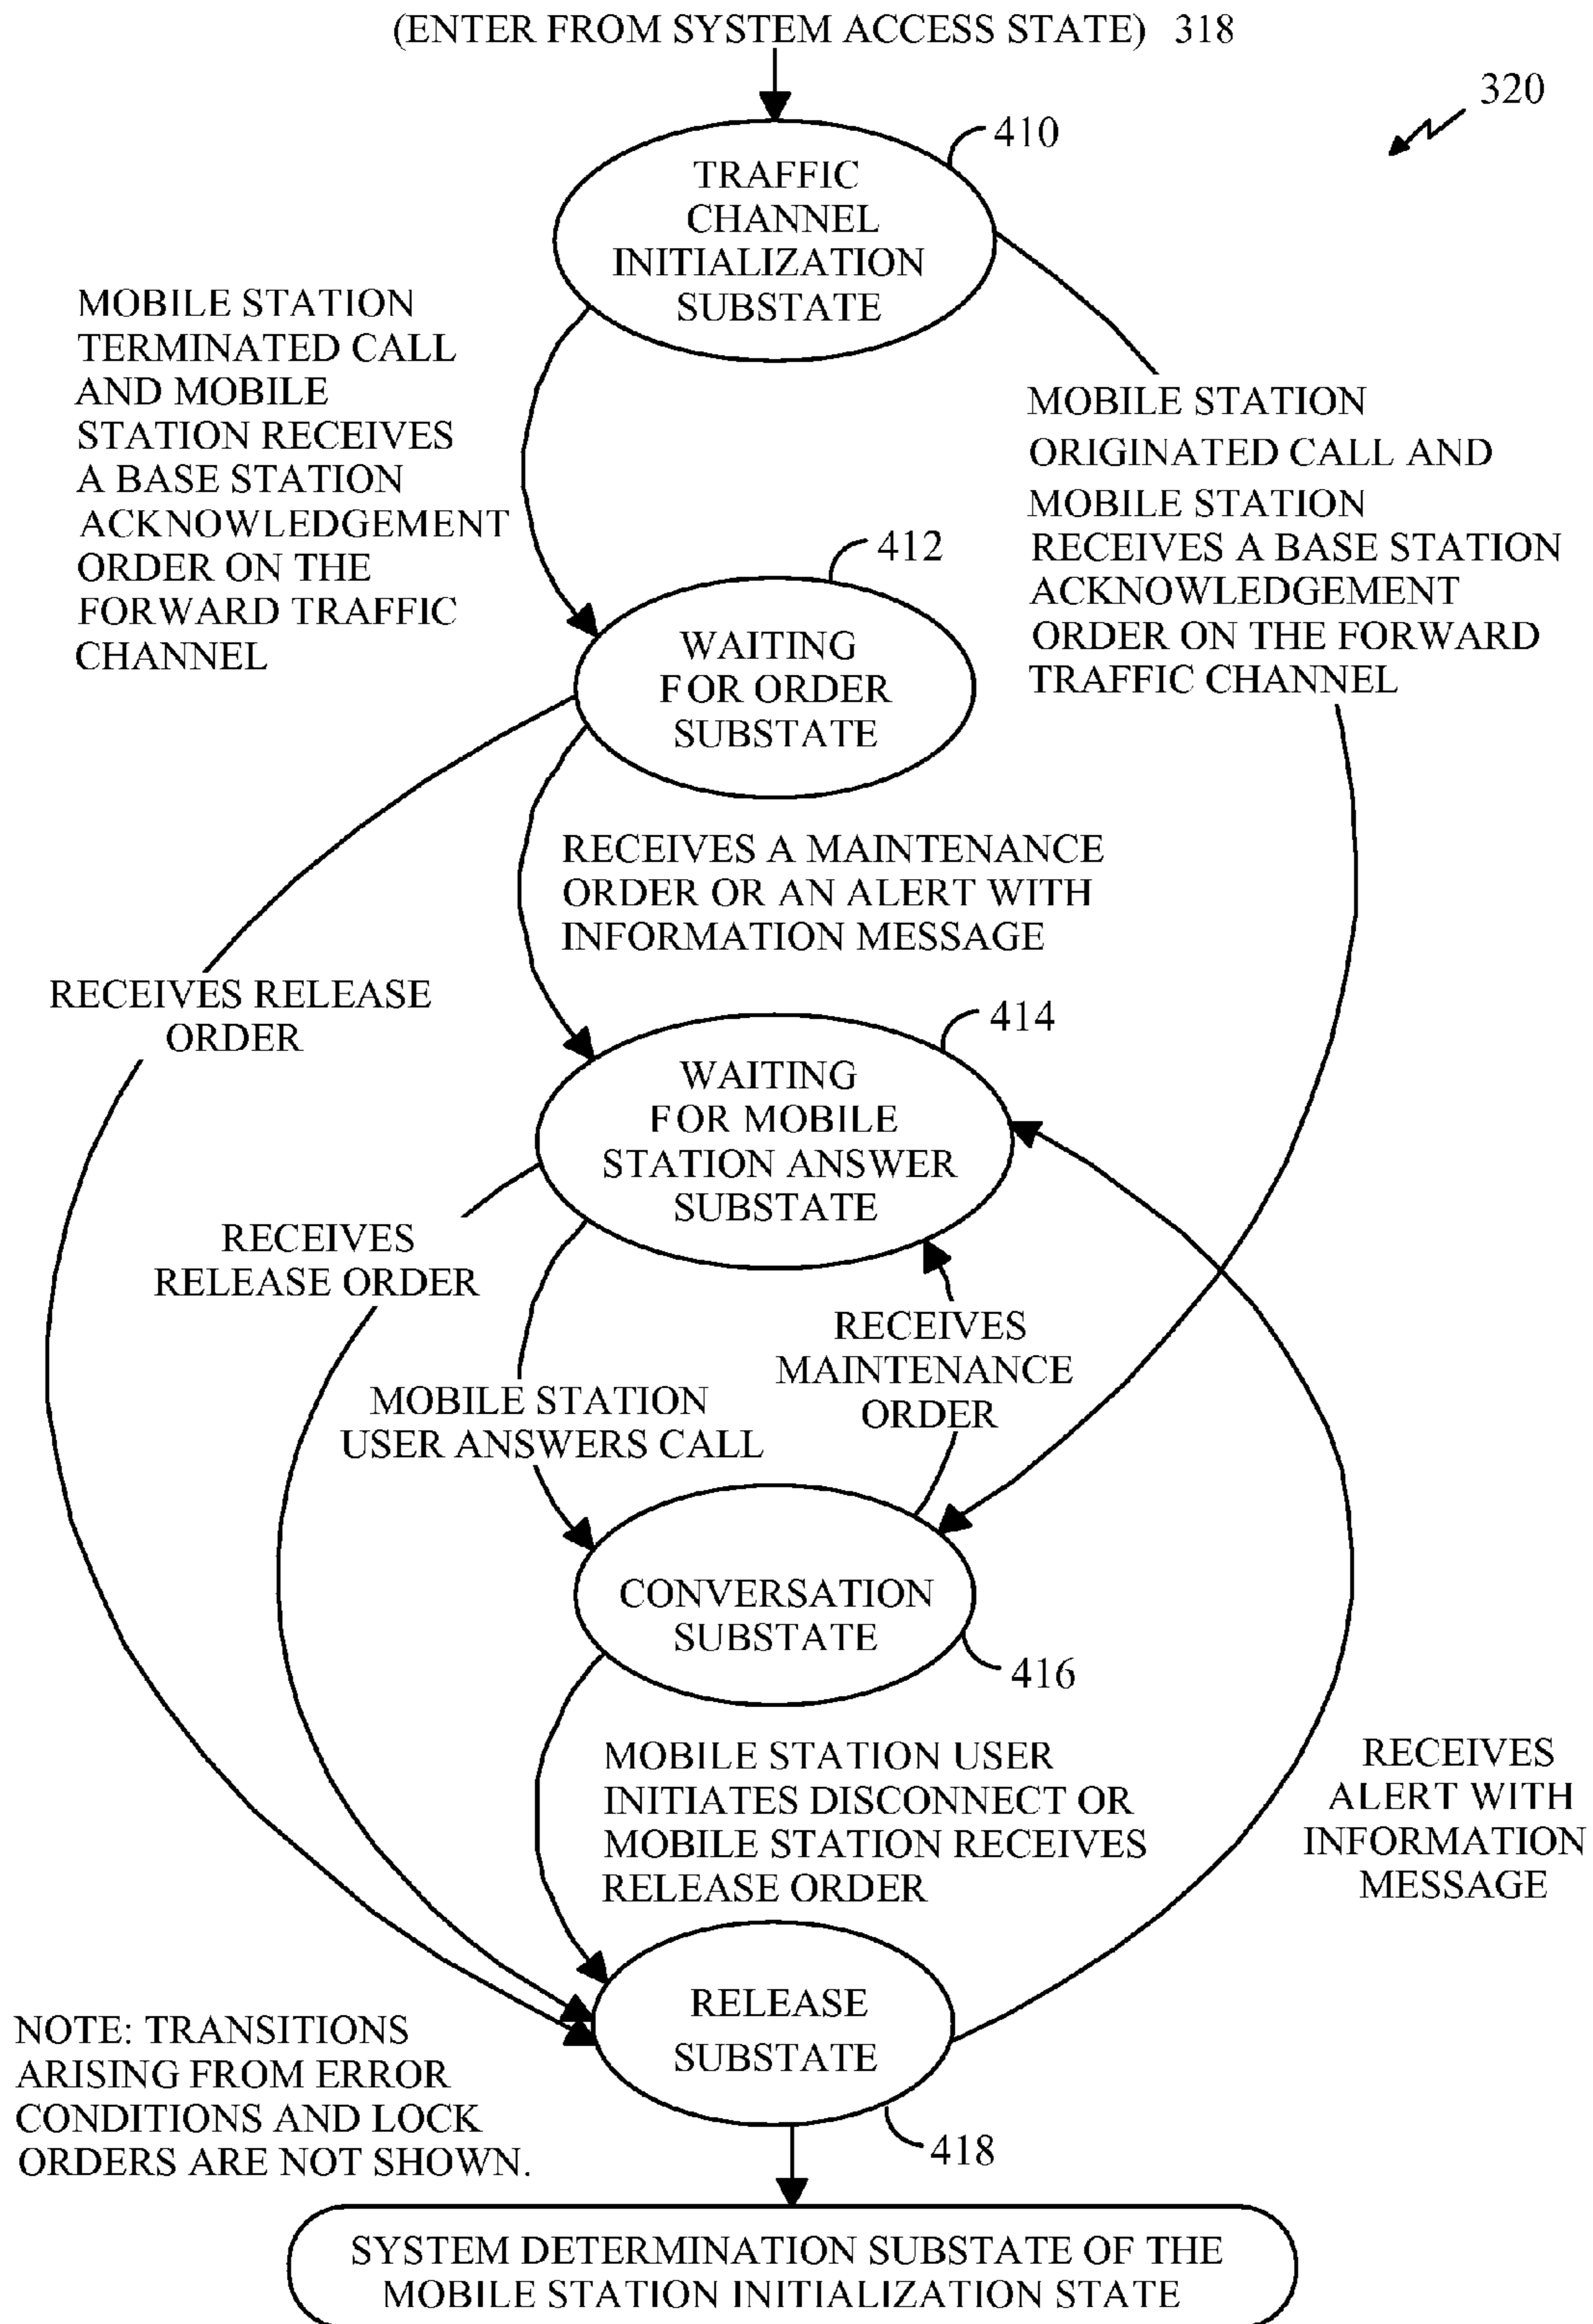 (ENTER FROM SYSTEM ACCESS STATE) 318
320
410
TRAFFIC
CHANNEL
INITIALIZATION
SUBSTATE
MOBILE STATION
TERMINATED CALL
AND MOBILE
STATION RECEIVES
A BASE STATION
ACKNOWLEDGEMENT
ORDER ON THE
FORWARD TRAFFIC
CHANNEL
MOBILE STATION
ORIGINATED CALL AND
MOBILE STATION
RECEIVES A BASE STATION
ACKNOWLEDGEMENT
ORDER ON THE FORWARD
TRAFFIC CHANNEL
412
WAITING
FOR ORDER
SUBSTATE
RECEIVES A MAINTENANCE
ORDER OR AN ALERT WITH
INFORMATION MESSAGE
RECEIVES RELEASE
ORDER
414
WAITING
FOR MOBILE
STATION ANSWER
SUBSTATE
RECEIVES
RELEASE ORDER
RECEIVES
MAINTENANCE
ORDER
MOBILE STATION
USER ANSWERS CALL
CONVERSATION
SUBSTATE
416
MOBILE STATION USER
INITIATES DISCONNECT OR
MOBILE STATION RECEIVES
RELEASE ORDER
RECEIVES
ALERT WITH
INFORMATION
MESSAGE
RELEASE
SUBSTATE
418
NOTE: TRANSITIONS
ARISING FROM ERROR
CONDITIONS AND LOCK
ORDERS ARE NOT SHOWN.
SYSTEM DETERMINATION SUBSTATE OF THE
MOBILE STATION INITIALIZATION STATE